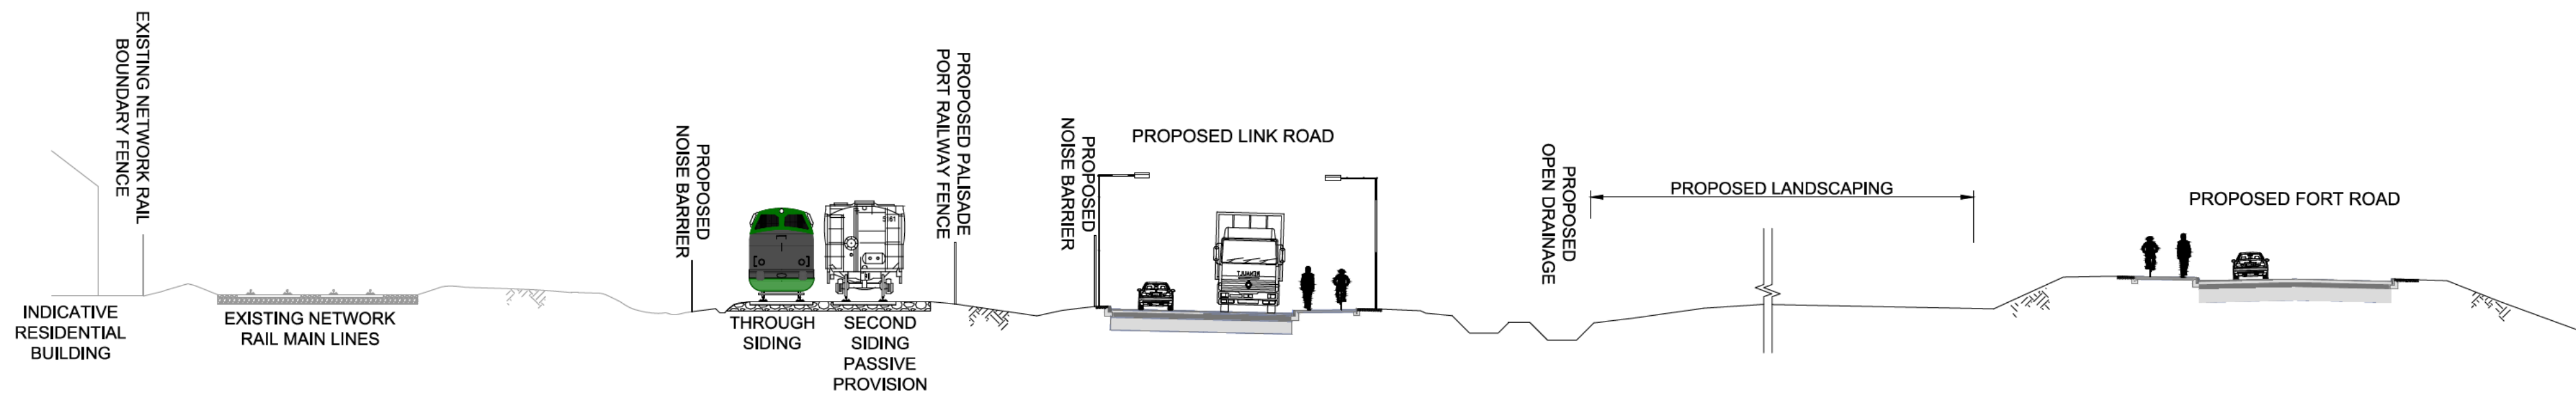 EXISTING NETWORK RAIL
BOUNDARY FENCE
INDICATIVE
RESIDENTIAL
BUILDING
EXISTING NETWORK
RAIL MAIN LINES
PROPOSED
NOISE BARRIER
THROUGH
SIDING
5161
SECOND
SIDING
PASSIVE
PROVISION
PROPOSED PALISADE
PORT RAILWAY FENCE
PROPOSED
NOISE BARRIER
PROPOSED LINK ROAD
RENAULT
PROPOSED
OPEN DRAINAGE
PROPOSED LANDSCAPING
PROPOSED FORT ROAD